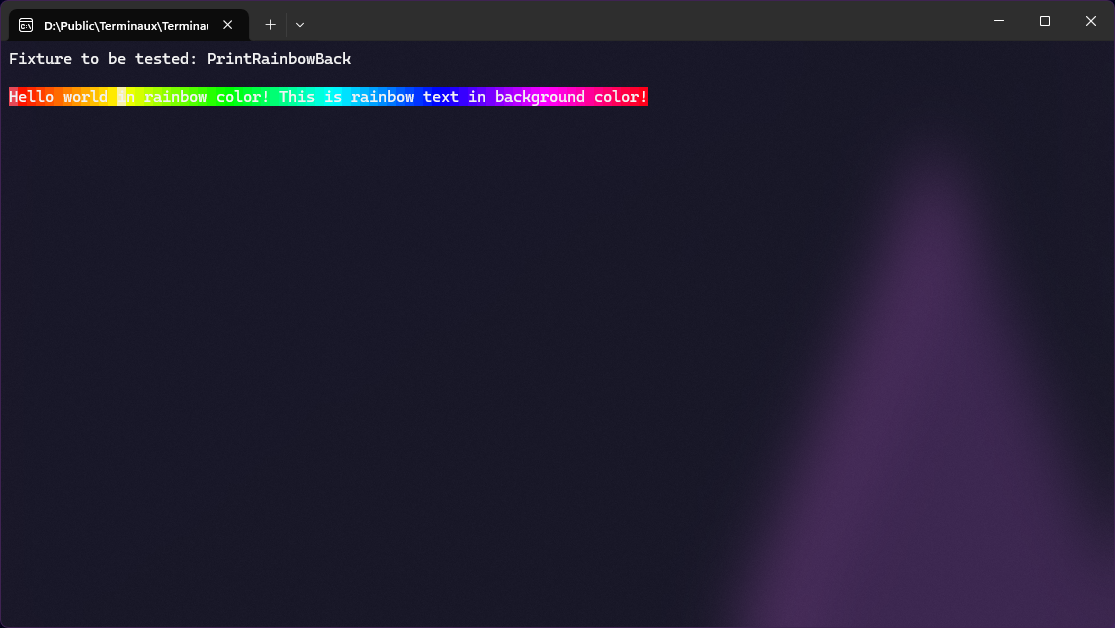 D:\Public\Terminaux\Termina
Fixture to be tested: PrintRainbowBack
Hello world in rainbow color! This is rainbow text in background color!